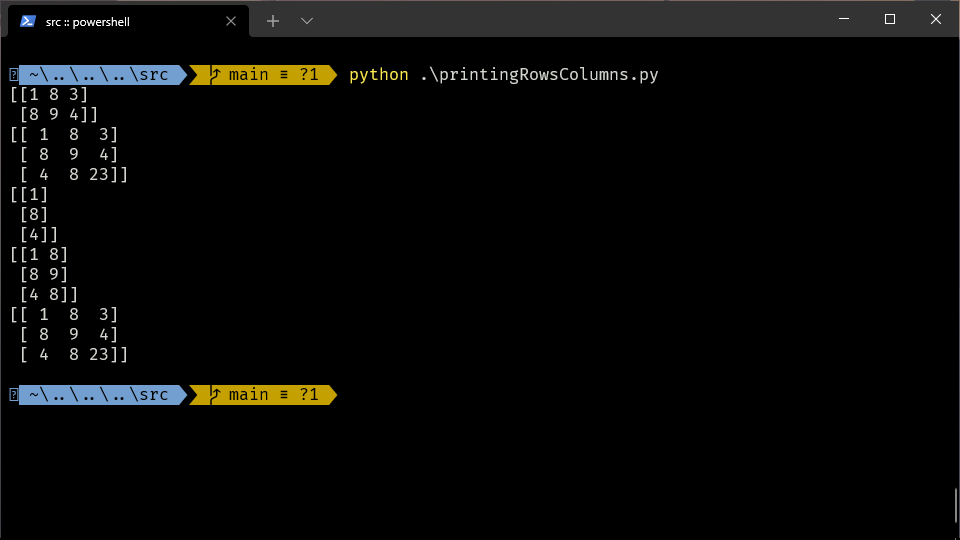 src :: powershell
~\..\..\..\src main ≡ ?1 python .\printingRowsColumns.py
[[1 8 3]
 [8 9 4]]
[[ 1  8  3]
 [ 8  9  4]
 [ 4  8 23]]
[[1]
 [8]
 [4]]
[[1 8]
 [8 9]
 [4 8]]
[[ 1  8  3]
 [ 8  9  4]
 [ 4  8 23]]
~\..\..\..\src main ≡ ?1